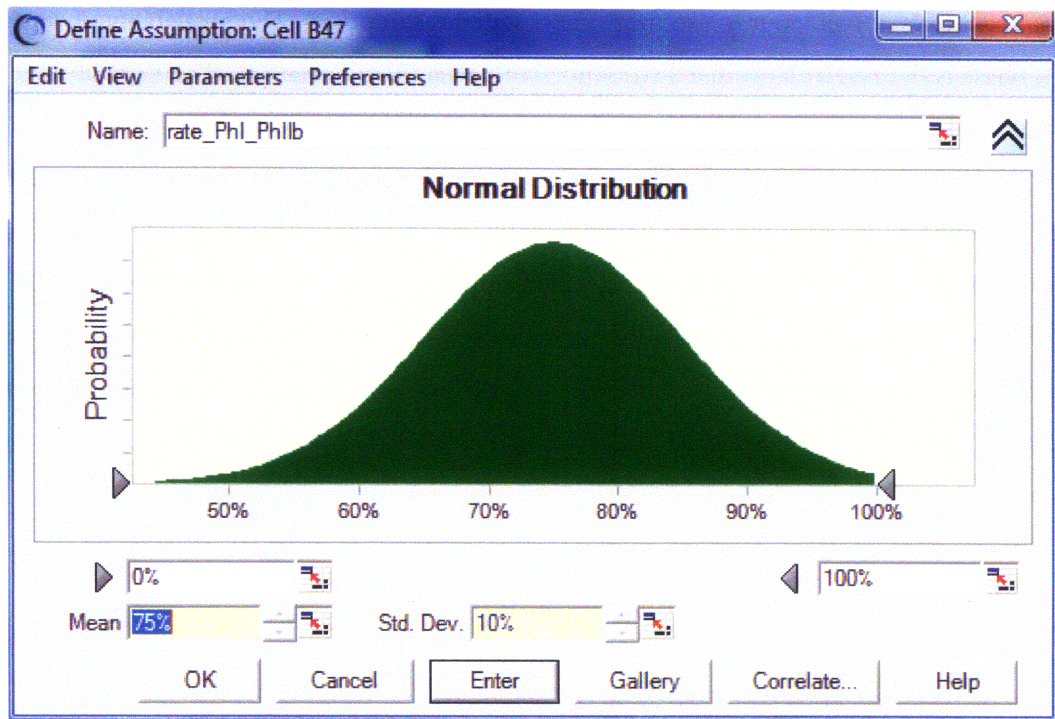 Define Assumption: Cell B47
Edit View Parameters Preferences Help
Name: rate_PhI_PhIIb
Normal Distribution
Probability
50% 60% 70% 80% 90% 100%
0% 100%
Mean 75% Std. Dev. 10%
OK Cancel Enter Gallery Correlate... Help